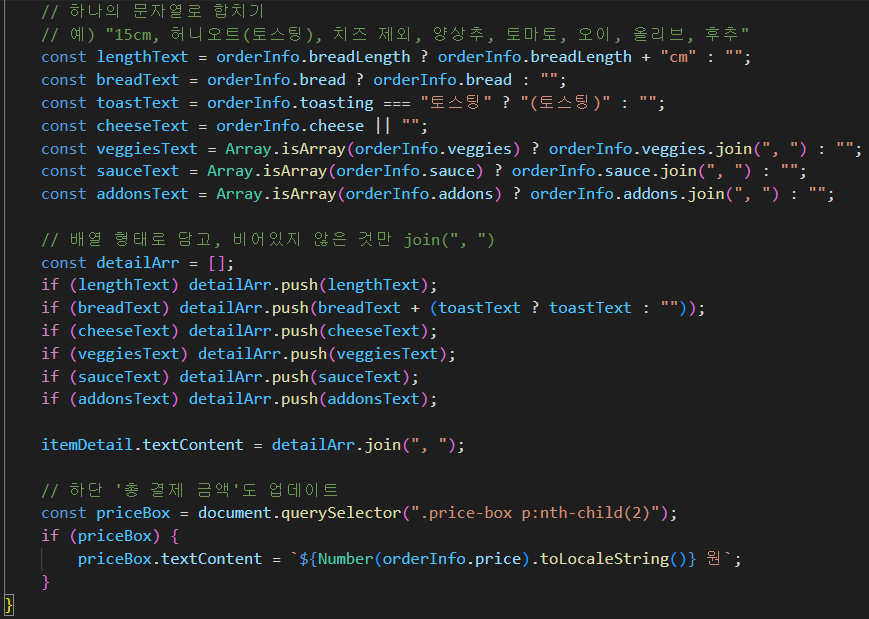 // 하나의 문자열로 합치기
// 예) "15cm, 허니오트(토스팅), 치즈 제외, 양상추, 토마토, 오이, 올리브, 후추"
const lengthText = orderInfo.breadLength ? orderInfo.breadLength + "cm" : "";
const breadText = orderInfo.bread ? orderInfo.bread : "";
const toastText = orderInfo.toasting === "토스팅" ? "(토스팅)" : "";
const cheeseText = orderInfo.cheese || "";
const veggiesText = Array.isArray(orderInfo.veggies) ? orderInfo.veggies.join(", ") : "";
const sauceText = Array.isArray(orderInfo.sauce) ? orderInfo.sauce.join(", ") : "";
const addonsText = Array.isArray(orderInfo.addons) ? orderInfo.addons.join(", ") : "";

// 배열 형태로 담고, 비어있지 않은 것만 join(", ")
const detailArr = [];
if (lengthText) detailArr.push(lengthText);
if (breadText) detailArr.push(breadText + (toastText ? toastText : ""));
if (cheeseText) detailArr.push(cheeseText);
if (veggiesText) detailArr.push(veggiesText);
if (sauceText) detailArr.push(sauceText);
if (addonsText) detailArr.push(addonsText);

itemDetail.textContent = detailArr.join(", ");

// 하단 '총 결제 금액'도 업데이트
const priceBox = document.querySelector(".price-box p:nth-child(2)");
if (priceBox) {
    priceBox.textContent = `${Number(orderInfo.price).toLocaleString()} 원`;
}
}